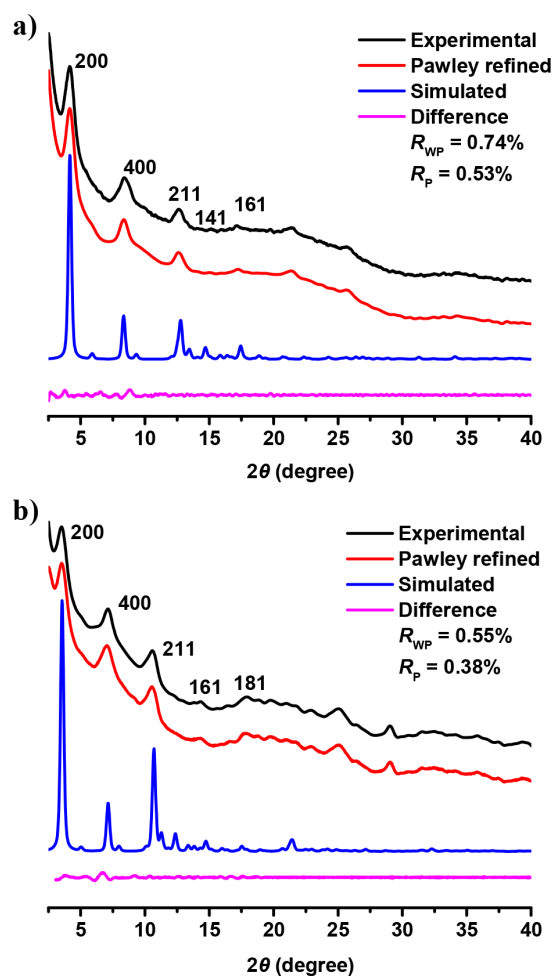 a)
200
400
211
141
161
Experimental
Pawley refined
Simulated
Difference
RWP = 0.74%
RP = 0.53%
5 10 15 20 25 30 35 40
2θ (degree)
b)
200
400
211
161
181
Experimental
Pawley refined
Simulated
Difference
RWP = 0.55%
RP = 0.38%
5 10 15 20 25 30 35 40
2θ (degree)